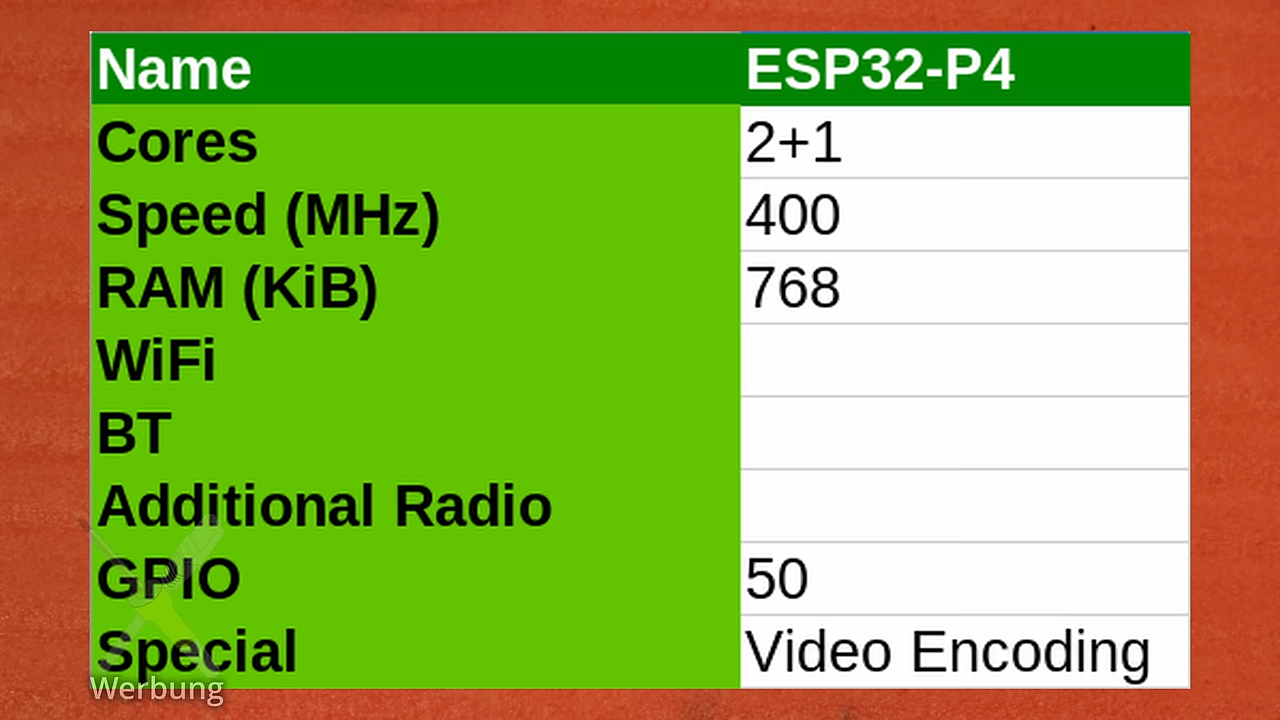 Name ESP32-P4
Cores 2+1
Speed (MHz) 400
RAM (KiB) 768
WiFi
BT
Additional Radio
GPIO 50
Special Video Encoding
Werbung